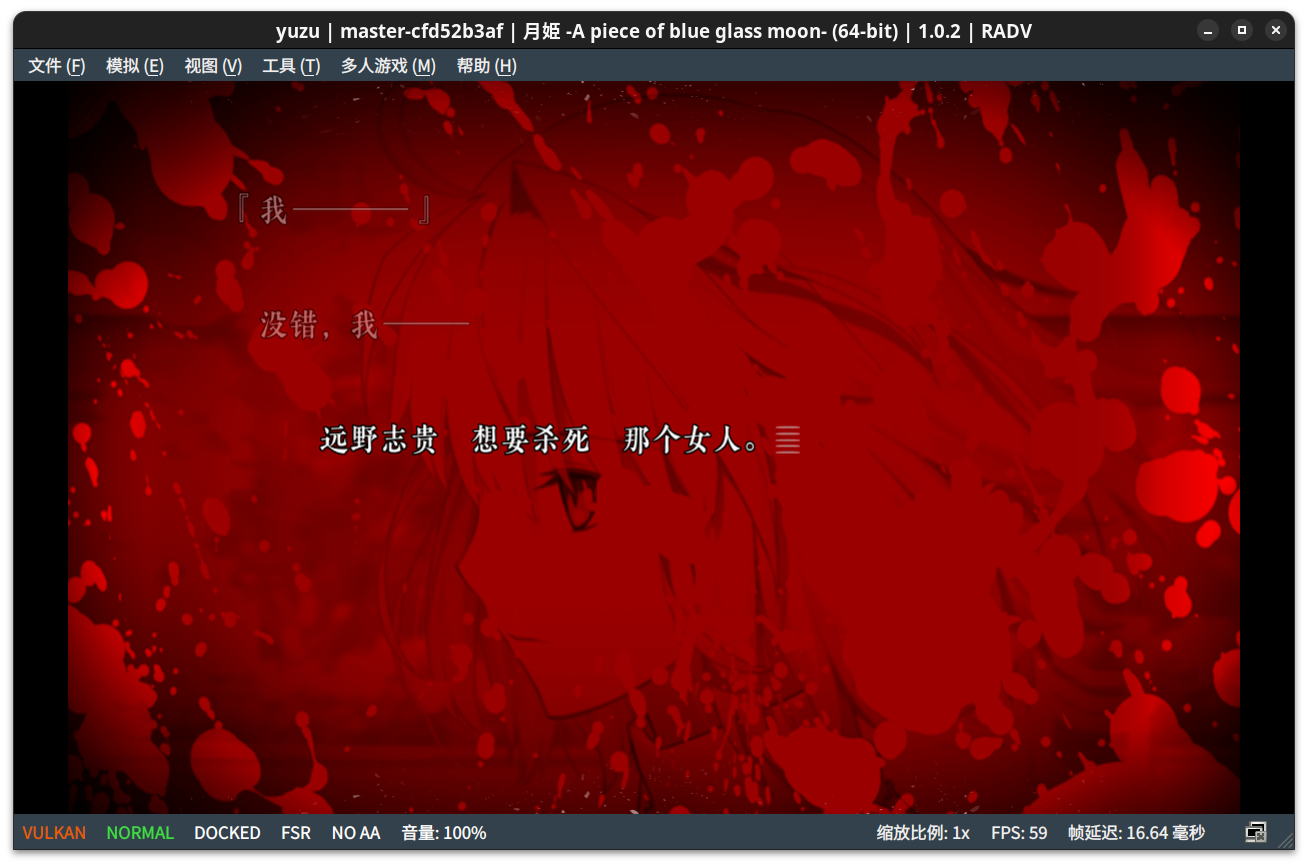 yuzu | master-cfd52b3af | 月姫 -A piece of blue glass moon- (64-bit) | 1.0.2 | RADV
文件 (F) 模拟 (E) 视图 (V) 工具 (T) 多人游戏 (M) 帮助 (H)
『我————』
没错，我———
远野志贵　想要杀死　那个女人。
VULKAN NORMAL DOCKED FSR NO AA 音量: 100% 缩放比例: 1x FPS: 59 帧延迟: 16.64 毫秒